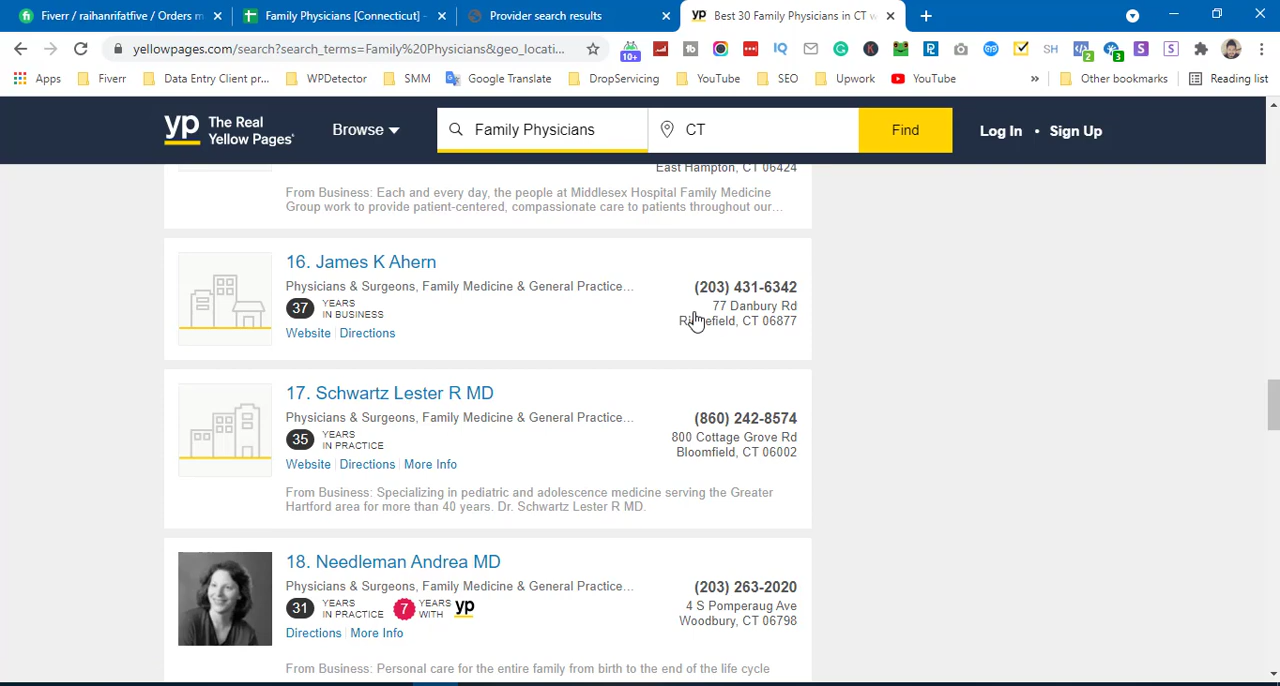 Fiverr / raihanrifatfive / Orders m
Family Physicians [Connecticut] -
Provider search results
Best 30 Family Physicians in CT w
yellowpages.com/search?search_terms=Family%20Physicians&geo_locati...
10+
IQ
K
R
SH
2
3
S
S
Apps
Fiverr
Data Entry Client pr...
WPDetector
SMM
Google Translate
DropServicing
YouTube
SEO
Upwork
YouTube
»
Other bookmarks
Reading list
yp The Real Yellow Pages
Browse
Family Physicians
CT
Find
Log In • Sign Up
East Hampton, CT 06424
From Business: Each and every day, the people at Middlesex Hospital Family Medicine
Group work to provide patient-centered, compassionate care to patients throughout our...
16. James K Ahern
Physicians & Surgeons, Family Medicine & General Practice...
37 YEARS IN BUSINESS
Website | Directions
(203) 431-6342
77 Danbury Rd
CT 06877
17. Schwartz Lester R MD
Physicians & Surgeons, Family Medicine & General Practice...
35 YEARS IN PRACTICE
Website | Directions | More Info
(860) 242-8574
800 Cottage Grove Rd
Bloomfield, CT 06002
From Business: Specializing in pediatric and adolescence medicine serving the Greater
Hartford area for more than 40 years. Dr. Schwartz Lester R MD.
18. Needleman Andrea MD
Physicians & Surgeons, Family Medicine & General Practice...
31 YEARS IN PRACTICE 7 YEARS WITH yp
Directions | More Info
(203) 263-2020
4 S Pomperaug Ave
Woodbury, CT 06798
From Business: Personal care for the entire family from birth to the end of the life cycle